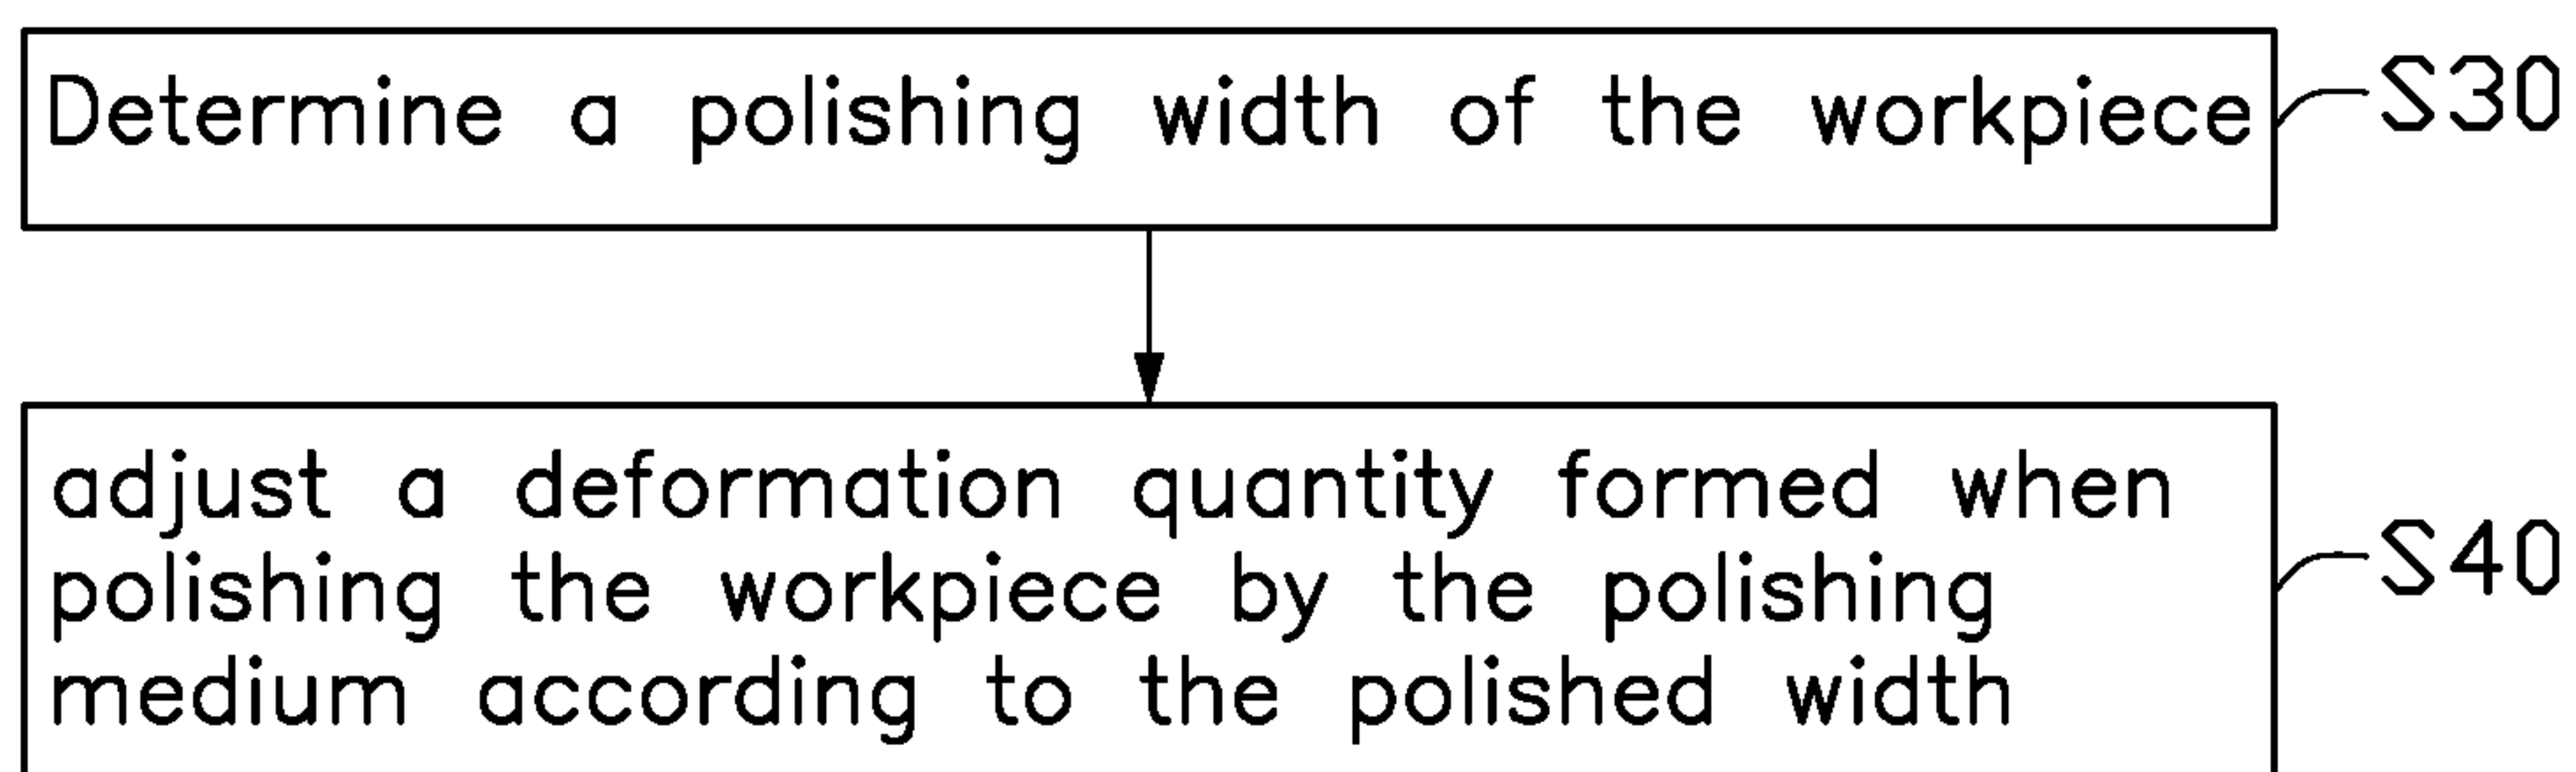 Determine a polishing width of the workpiece
S30
adjust a deformation quantity formed when
polishing the workpiece by the polishing
medium according to the polished width
S40